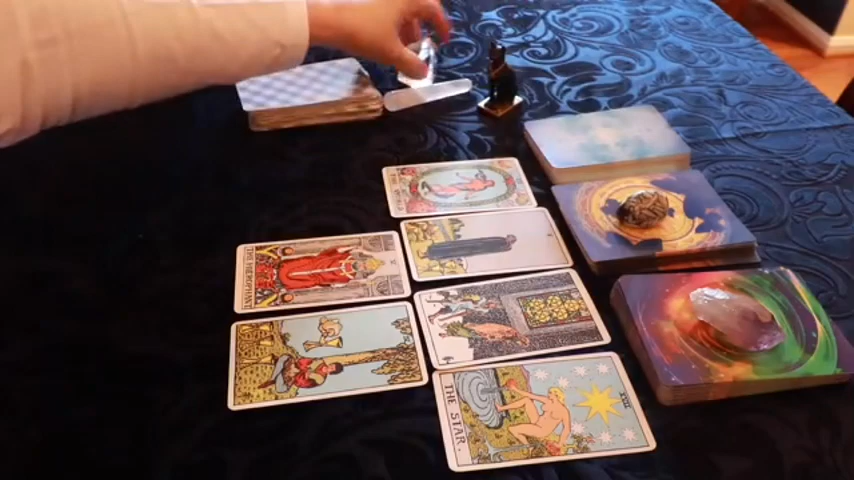 THE HIEROPHANT
V
THE STAR.
XVII